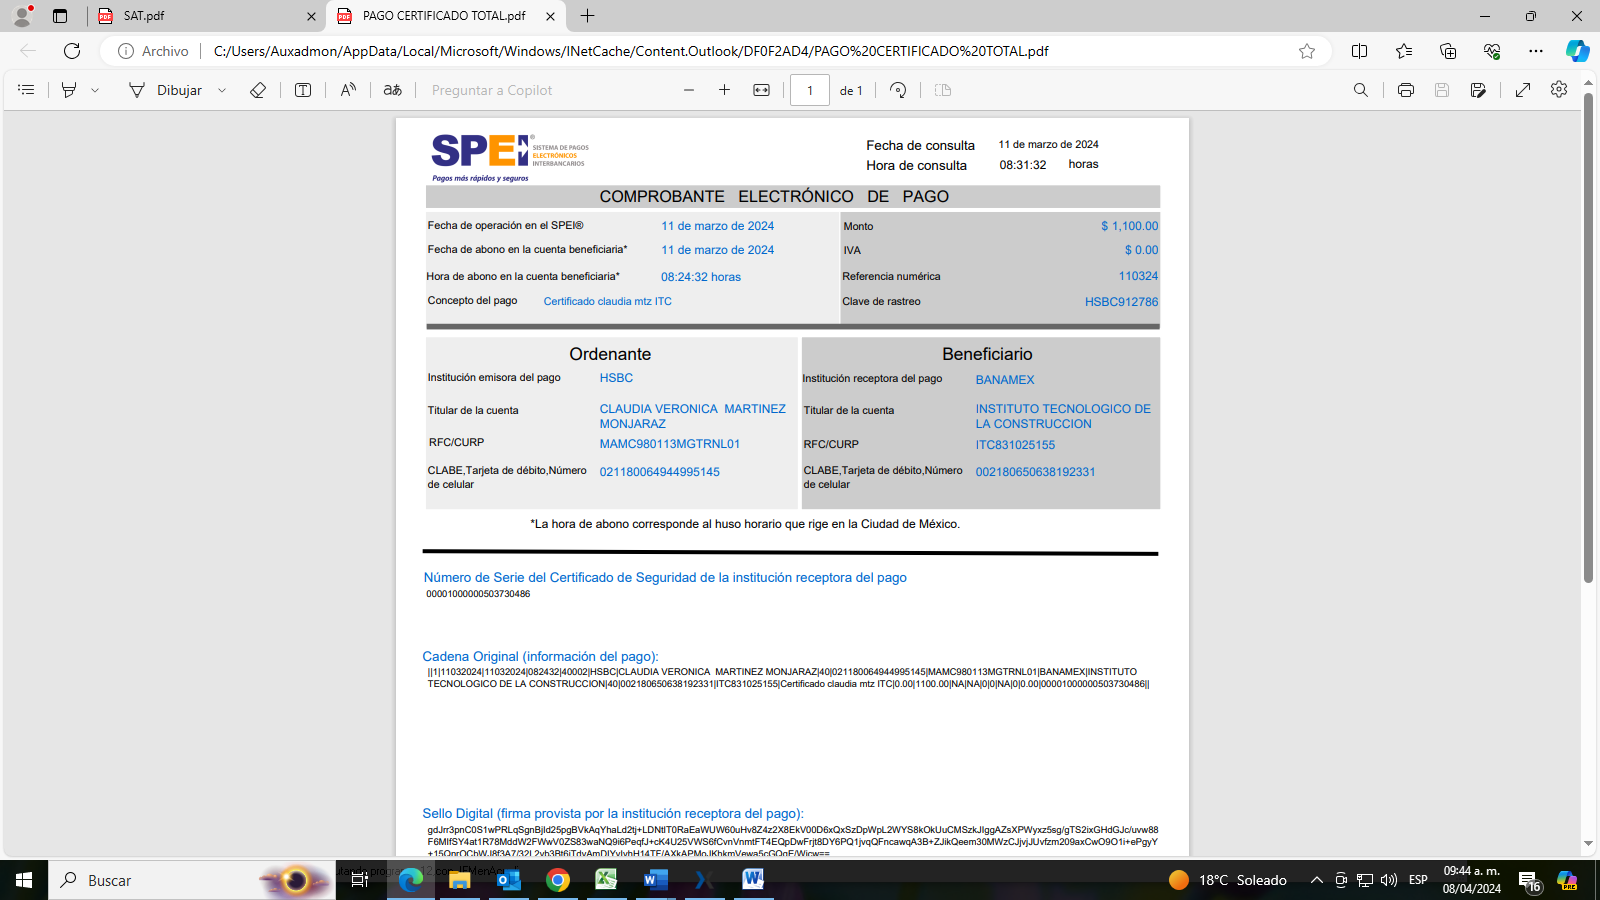 SAT.pdf
PAGO CERTIFICADO TOTAL.pdf
Archivo
C:/Users/Auxadmon/AppData/Local/Microsoft/Windows/INetCache/Content.Outlook/DF0F2AD4/PAGO%20CERTIFICADO%20TOTAL.pdf
Dibujar
Preguntar a Copilot
1 de 1
SPEI®
SISTEMA DE PAGOS
ELECTRÓNICOS
INTERBANCARIOS
Pagos más rápidos y seguros
Fecha de consulta 11 de marzo de 2024
Hora de consulta 08:31:32 horas
COMPROBANTE ELECTRÓNICO DE PAGO
Fecha de operación en el SPEI® 11 de marzo de 2024 Monto $ 1,100.00
Fecha de abono en la cuenta beneficiaria* 11 de marzo de 2024 IVA $ 0.00
Hora de abono en la cuenta beneficiaria* 08:24:32 horas Referencia numérica 110324
Concepto del pago Certificado claudia mtz ITC Clave de rastreo HSBC912786
Ordenante
Institución emisora del pago HSBC
Titular de la cuenta CLAUDIA VERONICA MARTINEZ
MONJARAZ
RFC/CURP MAMC980113MGTRNL01
CLABE,Tarjeta de débito,Número 021180064944995145
de celular
Beneficiario
Institución receptora del pago BANAMEX
Titular de la cuenta INSTITUTO TECNOLOGICO DE
LA CONSTRUCCION
RFC/CURP ITC831025155
CLABE,Tarjeta de débito,Número 002180650638192331
de celular
*La hora de abono corresponde al huso horario que rige en la Ciudad de México.
Número de Serie del Certificado de Seguridad de la institución receptora del pago
00001000000503730486
Cadena Original (información del pago):
||1|11032024|11032024|082432|40002|HSBC|CLAUDIA VERONICA MARTINEZ MONJARAZ|40|021180064944995145|MAMC980113MGTRNL01|BANAMEX|INSTITUTO
TECNOLOGICO DE LA CONSTRUCCION|40|002180650638192331|ITC831025155|Certificado claudia mtz ITC|0.00|1100.00|NA|NA|0|0|NA|0|0.00|00001000000503730486||
Sello Digital (firma provista por la institución receptora del pago):
Buscar
18°C Soleado
ESP
09:44 a. m.
08/04/2024
16